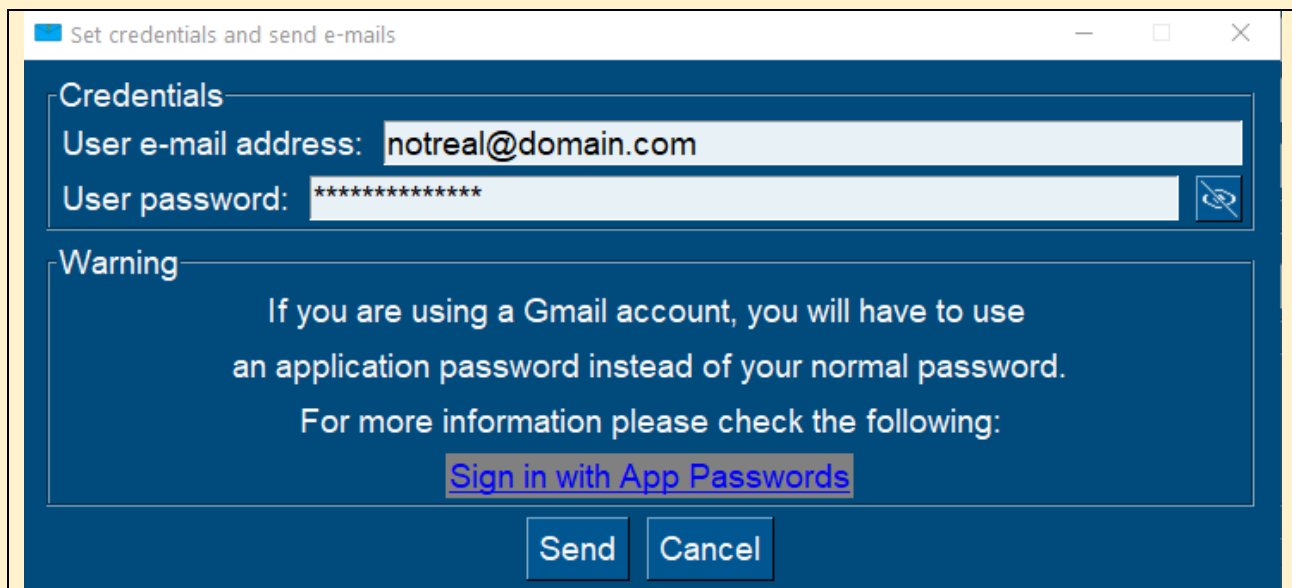 Set credentials and send e-mails
Credentials
User e-mail address: notreal@domain.com
User password: **************
Warning
If you are using a Gmail account, you will have to use
an application password instead of your normal password.
For more information please check the following:
Sign in with App Passwords
Send Cancel